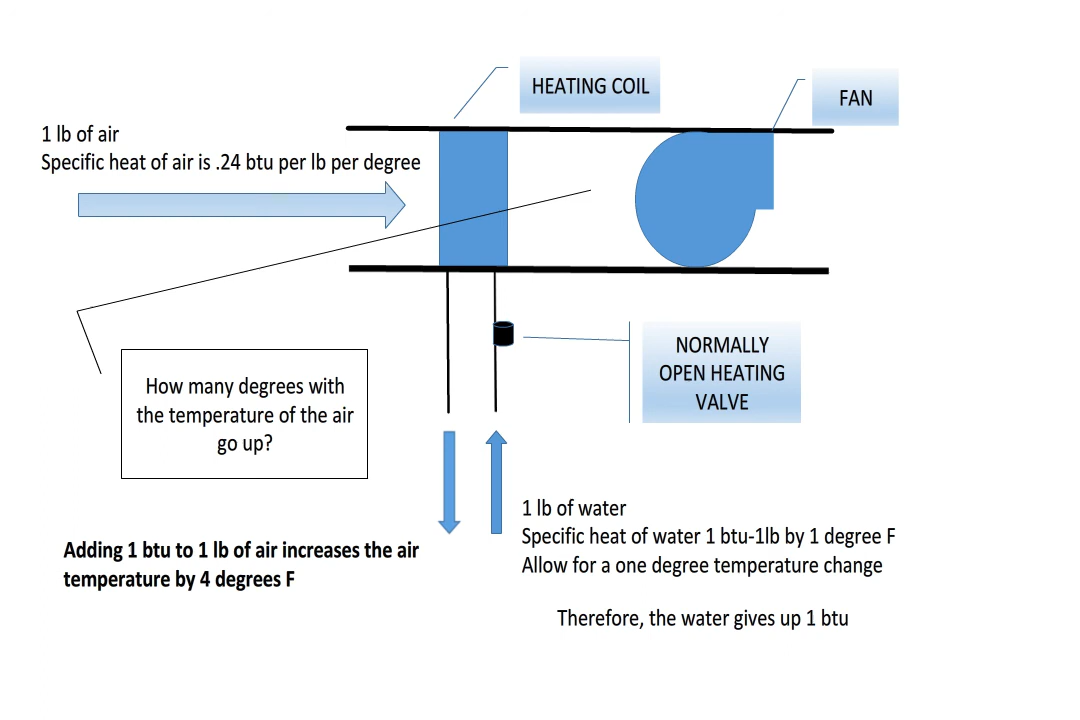 HEATING COIL
FAN
1 lb of air
Specific heat of air is .24 btu per lb per degree
NORMALLY
OPEN HEATING
VALVE
How many degrees with
the temperature of the air
go up?
1 lb of water
Specific heat of water 1 btu-1lb by 1 degree F
Allow for a one degree temperature change
Adding 1 btu to 1 lb of air increases the air
temperature by 4 degrees F
Therefore, the water gives up 1 btu